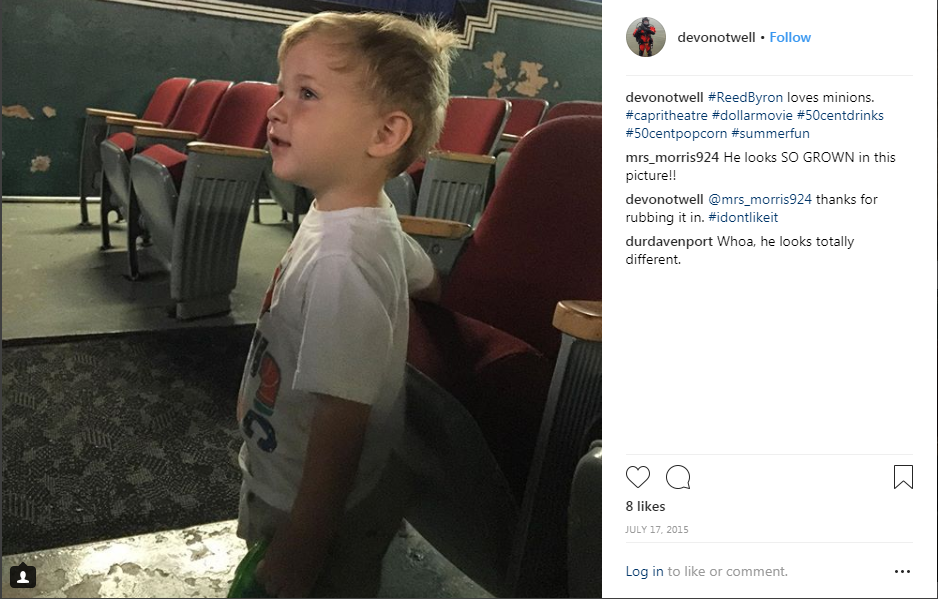 devonotwell • Follow
devonotwell #ReedByron loves minions.
#capritheatre #dollarmovie #50centdrinks
#50centpopcorn #summerfun
mrs_morris924 He looks SO GROWN in this
picture!!
devonotwell @mrs_morris924 thanks for
rubbing it in. #idontlikeit
durdavenport Whoa, he looks totally
different.
8 likes
JULY 17, 2015
Log in to like or comment.